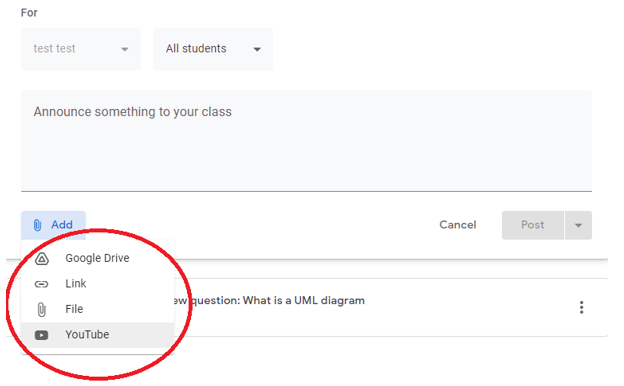 For
test test
All students
Announce something to your class
Add
Cancel
Post
Google Drive
Link
ew question: What is a UML diagram
File
YouTube